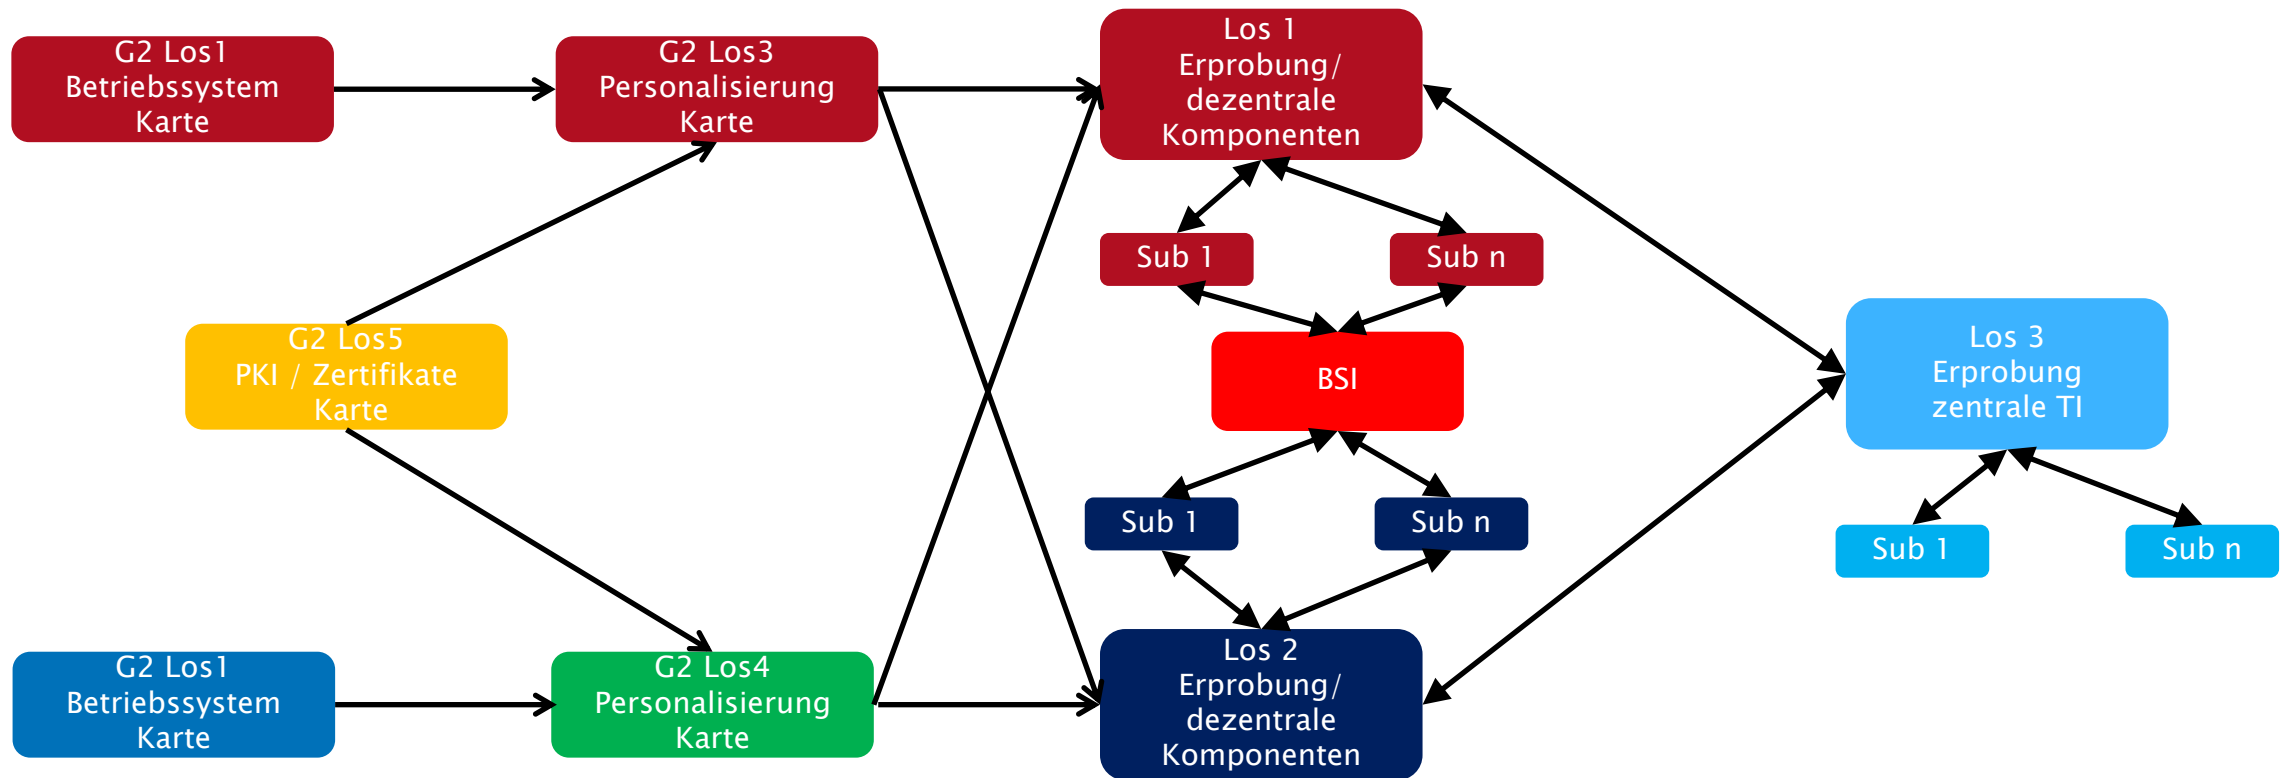 G2 Los1
Betriebssystem
Karte
G2 Los3
Personalisierung
Karte
Los 1
Erprobung/
dezentrale
Komponenten
Sub 1
Sub n
G2 Los5
PKI / Zertifikate
Karte
BSI
Los 3
Erprobung
zentrale TI
Sub 1
Sub n
Sub 1
Sub n
G2 Los1
Betriebssystem
Karte
G2 Los4
Personalisierung
Karte
Los 2
Erprobung/
dezentrale
Komponenten